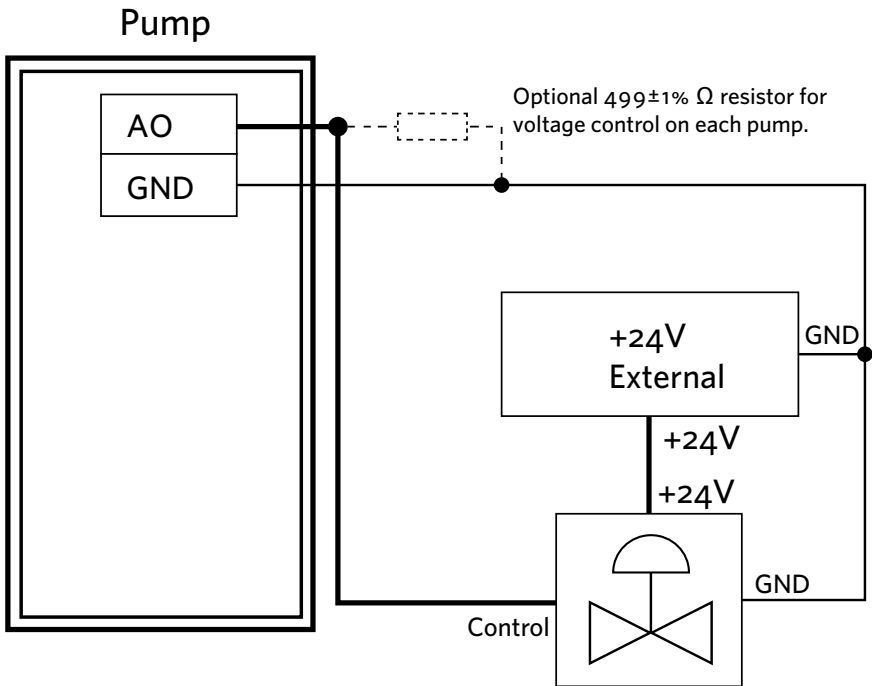 Pump
AO
GND
Optional 499±1% Ω resistor for
voltage control on each pump.
+24V
External
GND
+24V
+24V
GND
Control